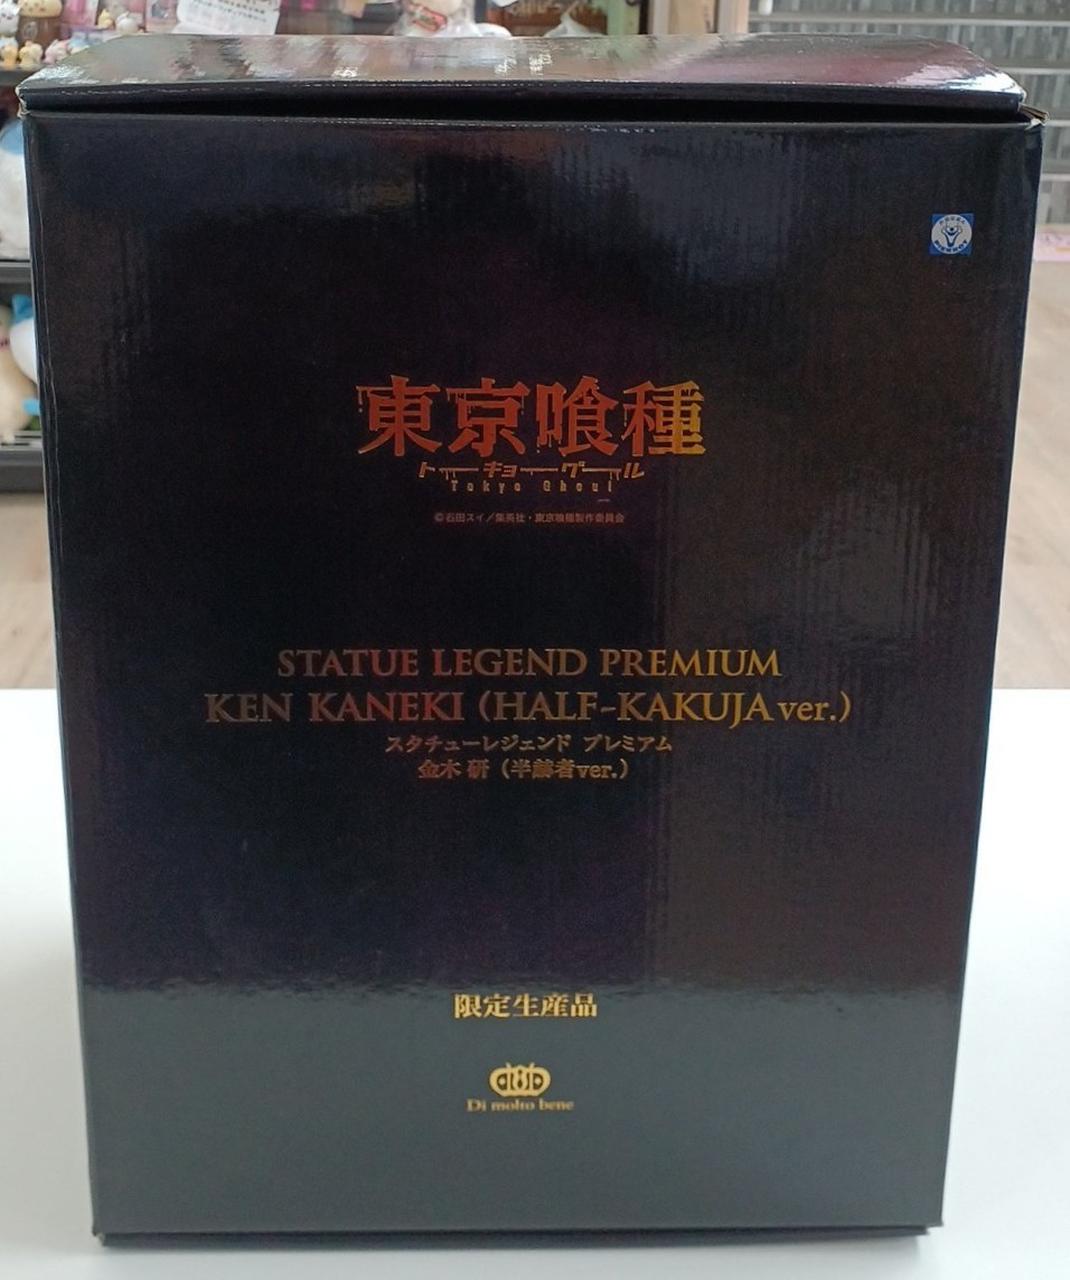 東京喰種
トーキョーグール
Tokyo Ghoul
©石田スイ/集英社・東京喰種製作委員会
STATUE LEGEND PREMIUM
KEN KANEKI (HALF-KAKUJA ver.)
スタチューレジェンド プレミアム
金木 研 (半赫者ver.)
限定生産品
Di molto bene